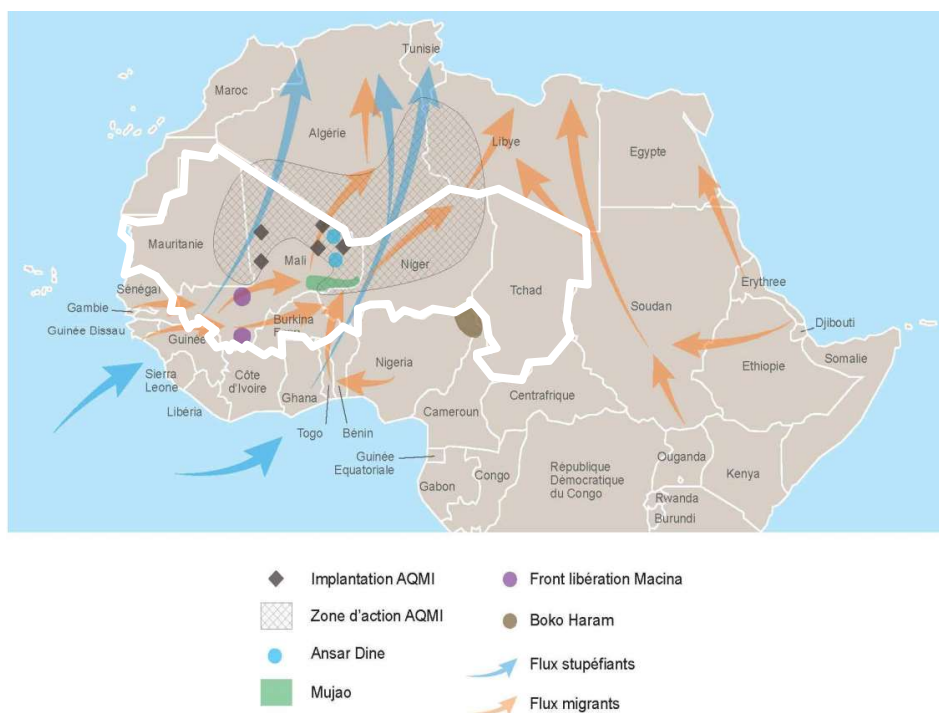 Tunisie
Maroc
Algérie
Libye
Egypte
Mauritanie
Mali
Niger
Tchad
Soudan
Erythree
Sénégal
Gambie
Guinée Bissau
Guinée
Burkina
Djibouti
Nigeria
Ethiopie
Somalie
Sierra
Leone
Côte
d'Ivoire
Ghana
Libéria
Togo
Bénin
Cameroun
Centrafrique
Guinée
Equatoriale
Gabon
Congo
République
Démocratique
du Congo
Ouganda
Kenya
Rwanda
Burundi
Implantation AQMI
Zone d'action AQMI
Ansar Dine
Mujao
Front libération Macina
Boko Haram
Flux stupéfiants
Flux migrants